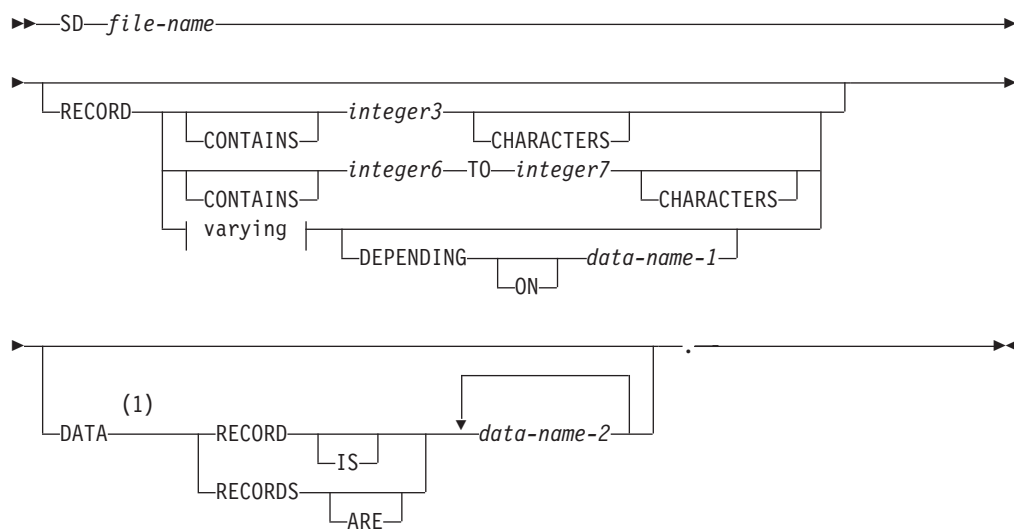 SD file-name
RECORD integer3
CONTAINS CHARACTERS
integer6 TO integer7
CONTAINS CHARACTERS
varying
DEPENDING data-name-1
ON
.
(1)
DATA RECORD data-name-2
IS
RECORDS
ARE